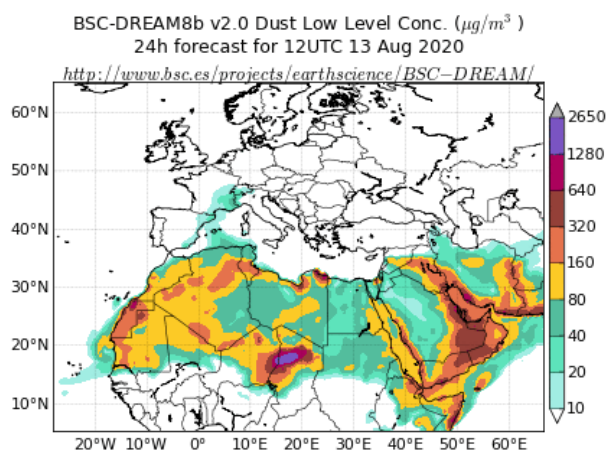 BSC-DREAM8b v2.0 Dust Low Level Conc. (μg/m³ )
24h forecast for 12UTC 13 Aug 2020
http://www.bsc.es/projects/earthscience/BSC−DREAM/
60°N
50°N
40°N
30°N
20°N
10°N
20°W 10°W 0° 10°E 20°E 30°E 40°E 50°E 60°E
2650
1280
640
320
160
80
40
20
10